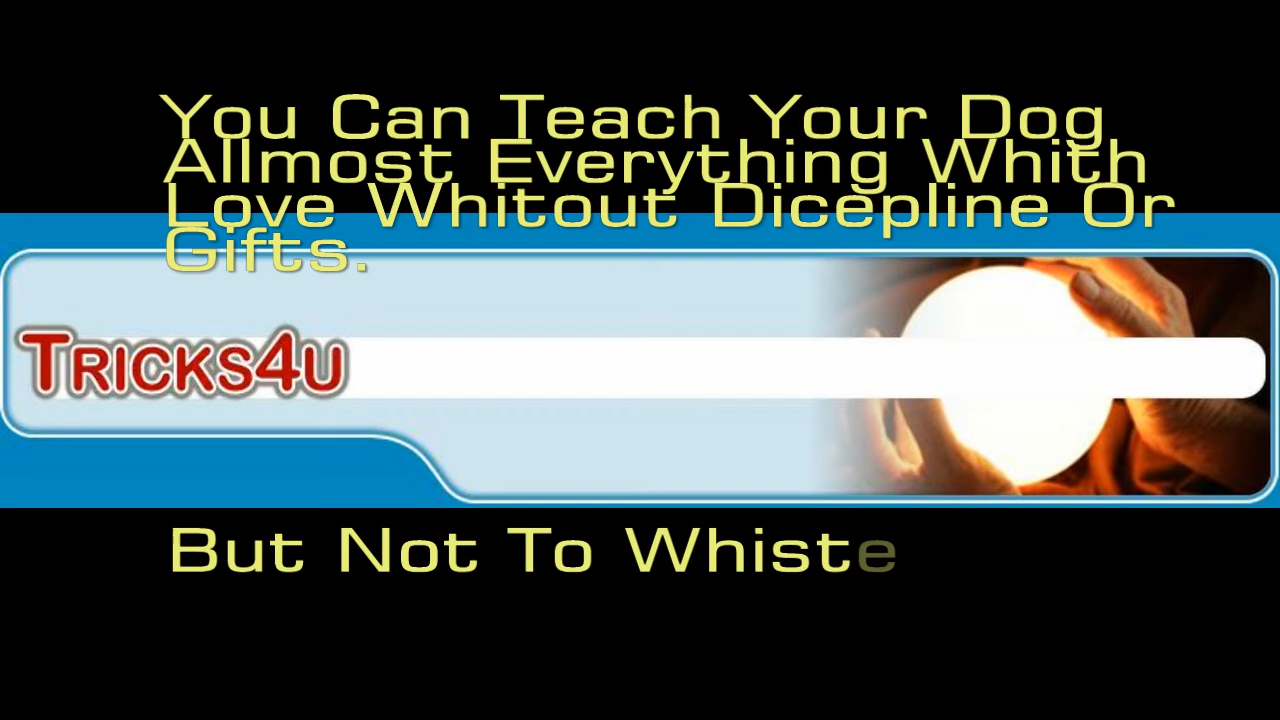 You Can Teach Your Dog
Allmost Everything Whith
Love Whitout Dicepline Or
Gifts.
TRICKS4U
But Not To Whiste